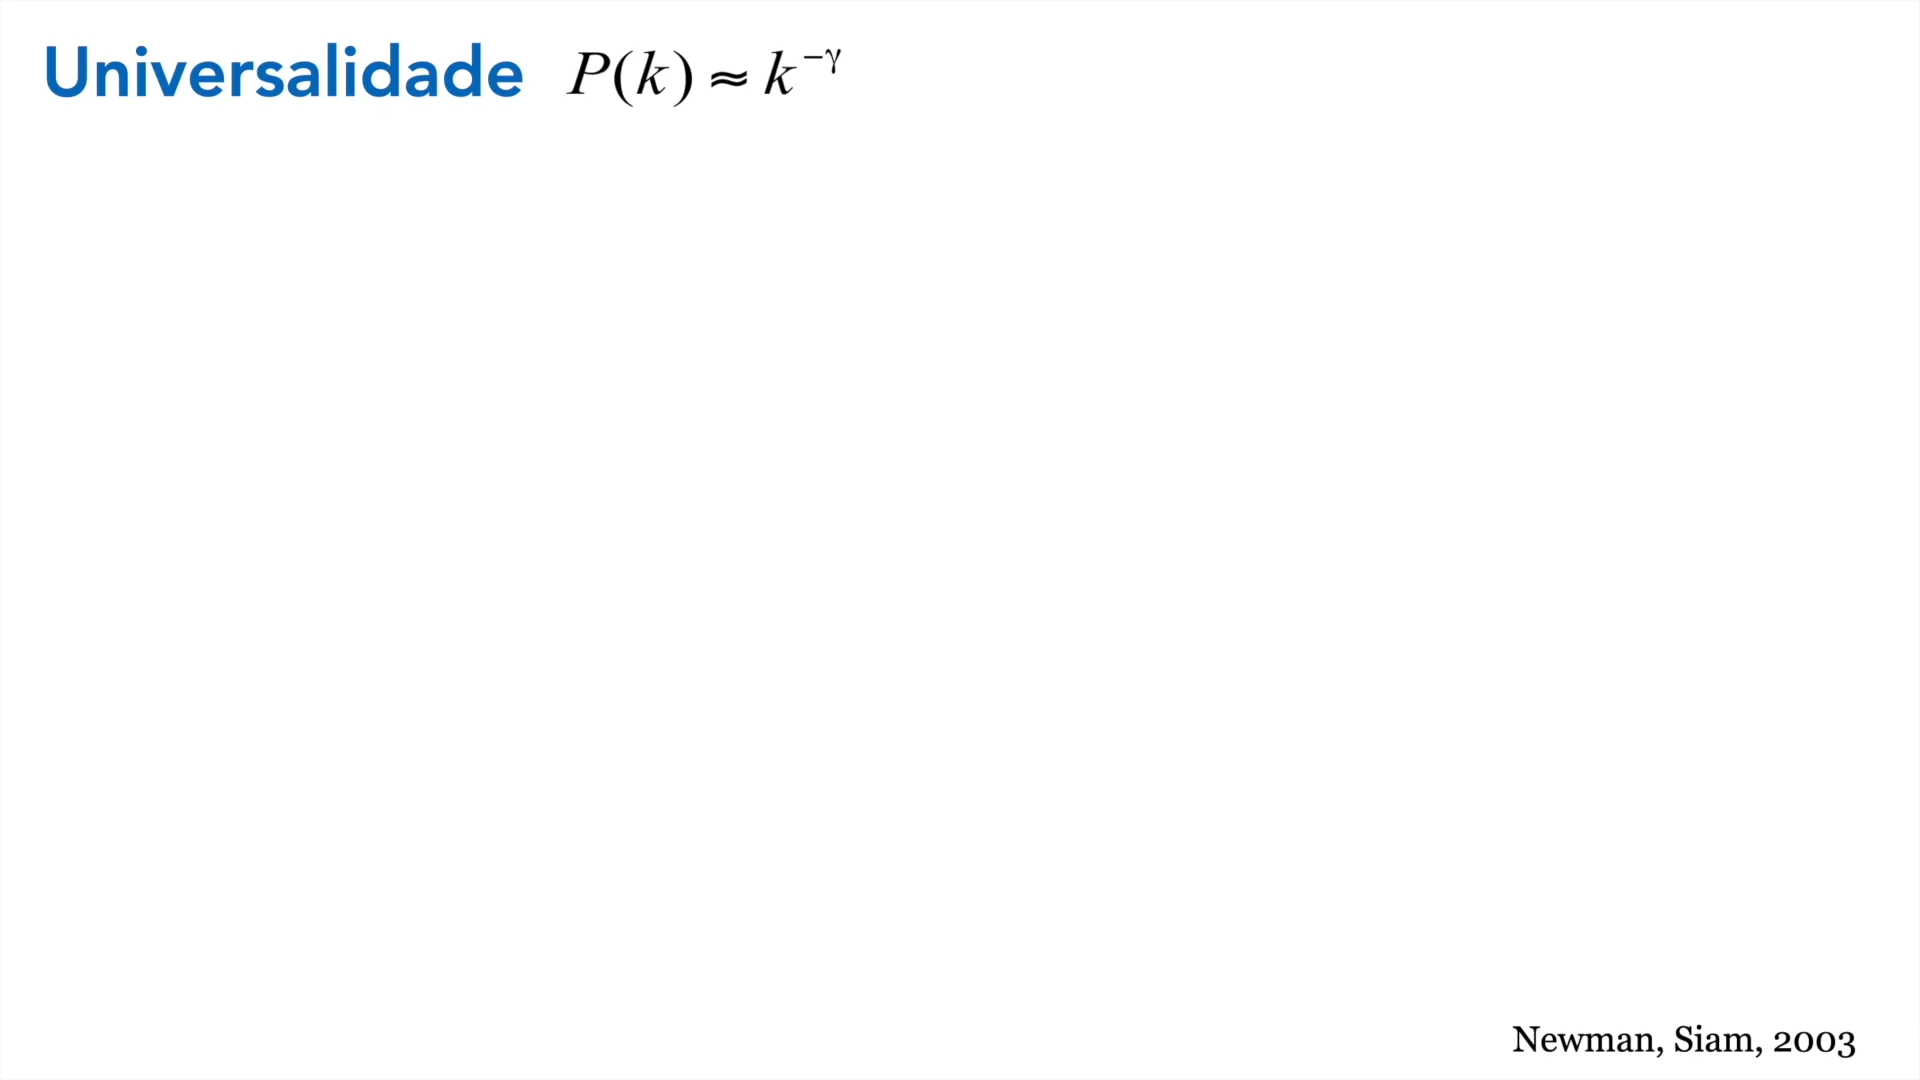 Universalidade P(k) ≈ k^{−γ}
Newman, Siam, 2003